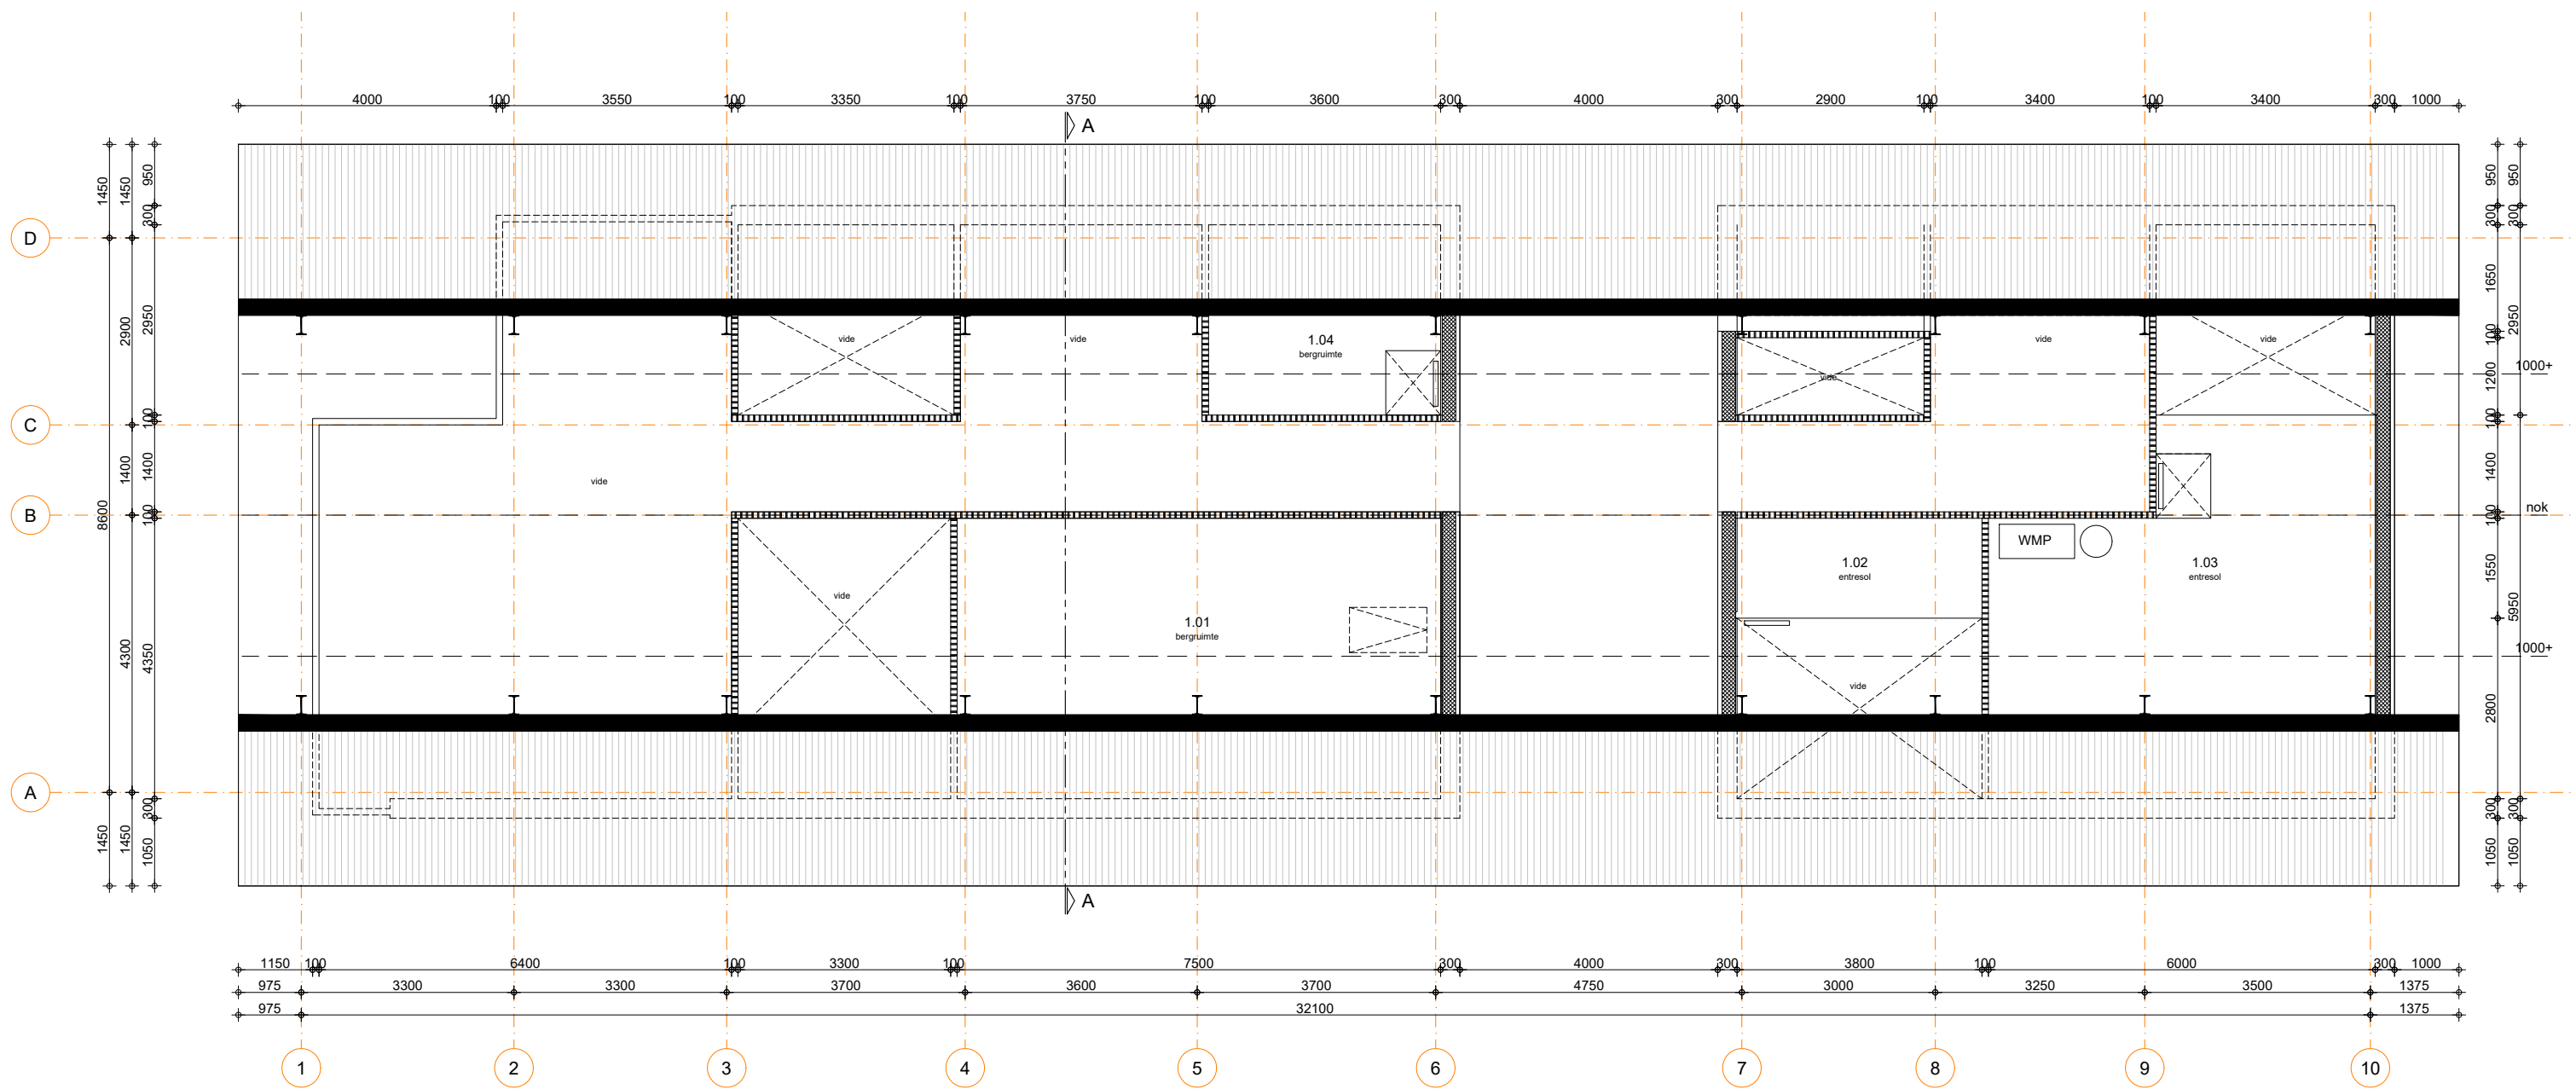 4000 100 3550 100 3350 100 3750 100 3600 300 4000 300 2900 100 3400 100 3400 300 1000
A
1450 1450 950 950 950
300 300 300
D
1650
2900 2950 100 2950
vide vide 1.04 vide vide
bergruimte
1200 1000+
vide
C 100 100
1400 1400 1400
vide
8600 B 100 100 nok
WMP
1.02 1.03
entresol entresol
1550
vide
5950
1.01
bergruimte
4300 4350 1000+
vide
2800
A
300 300 300
1450 1450 1050 1050 1050
A
1150 100 6400 100 3300 100 7500 300 4000 300 3800 100 6000 300 1000
975 3300 3300 3700 3600 3700 4750 3000 3250 3500 1375
975 32100 1375
1 2 3 4 5 6 7 8 9 10